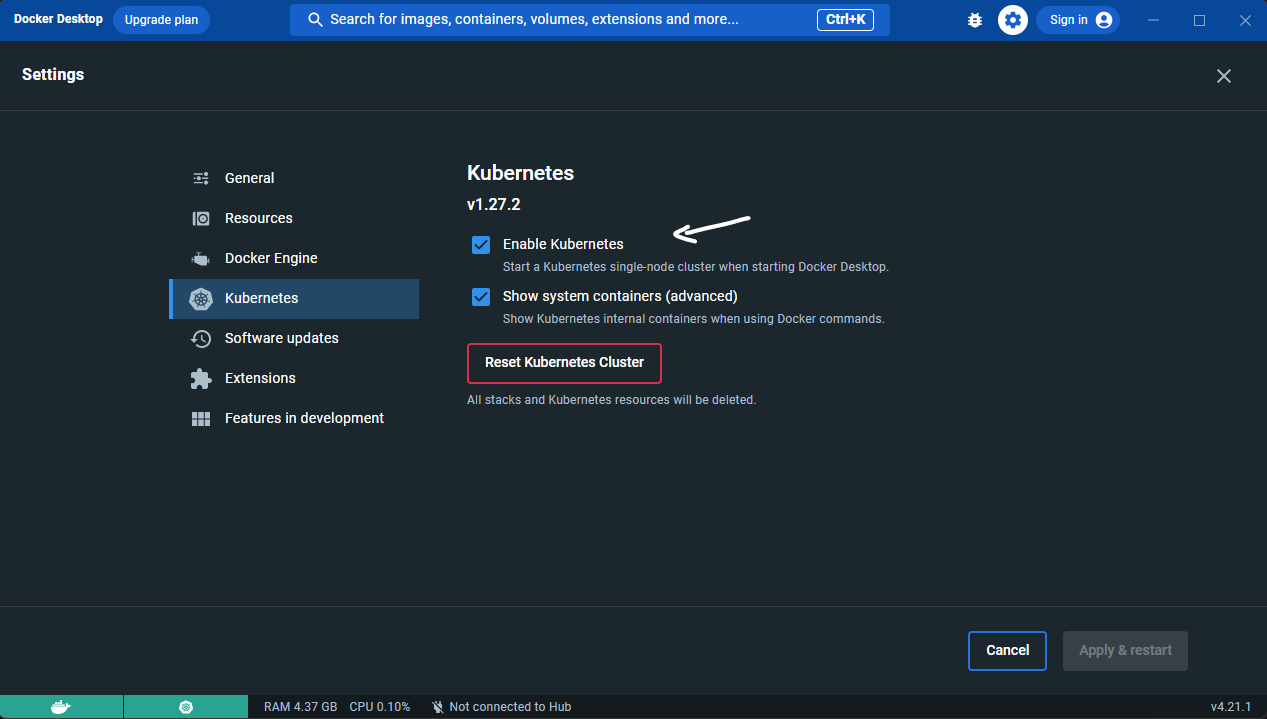 Docker Desktop Upgrade plan Search for images, containers, volumes, extensions and more... Ctrl+K Sign in
Settings
General
Resources
Docker Engine
Kubernetes
Software updates
Extensions
Features in development
Kubernetes
v1.27.2
Enable Kubernetes
Start a Kubernetes single-node cluster when starting Docker Desktop.
Show system containers (advanced)
Show Kubernetes internal containers when using Docker commands.
Reset Kubernetes Cluster
All stacks and Kubernetes resources will be deleted.
Cancel Apply & restart
RAM 4.37 GB CPU 0.10% Not connected to Hub v4.21.1